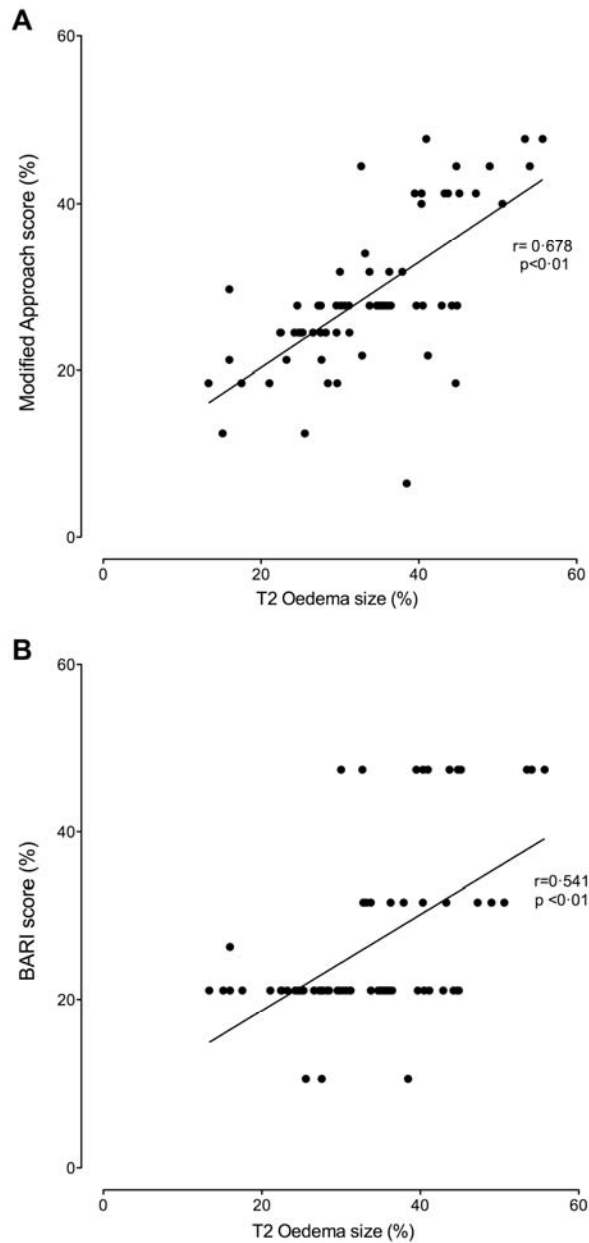 A
60
40
20
0
Modified Approach score (%)
r= 0·678
p<0·01
0 20 40 60
T2 Oedema size (%)
B
60
40
20
0
BARI score (%)
r=0·541
p <0·01
0 20 40 60
T2 Oedema size (%)